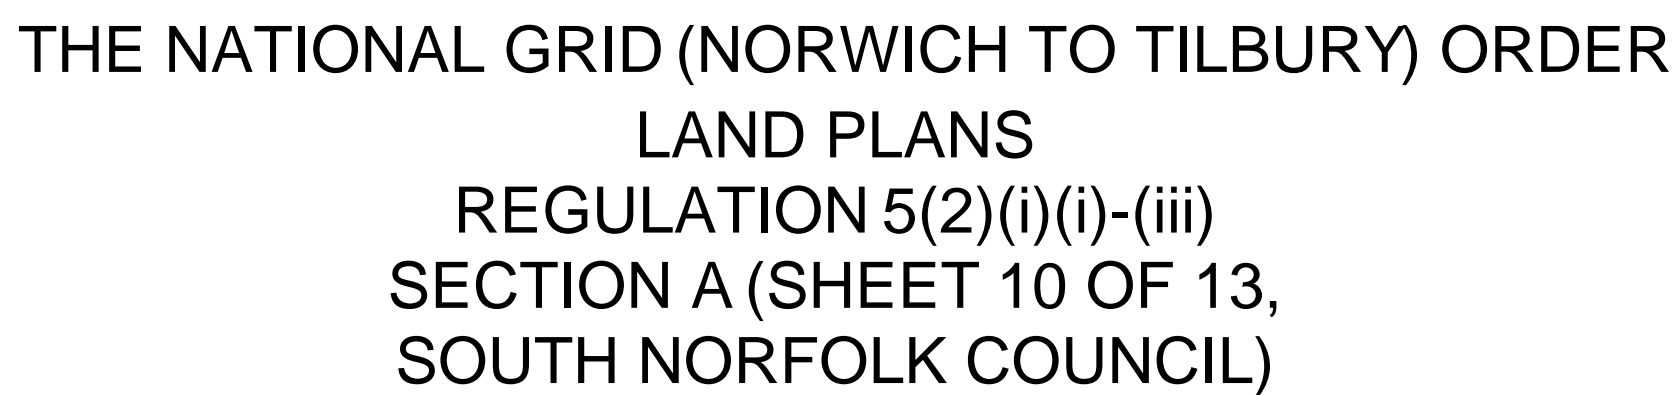 THE NATIONAL GRID (NORWICH TO TILBURY) ORDER
LAND PLANS
REGULATION 5(2)(i)(i)-(iii)
SECTION A (SHEET 10 OF 13,
SOUTH NORFOLK COUNCIL)